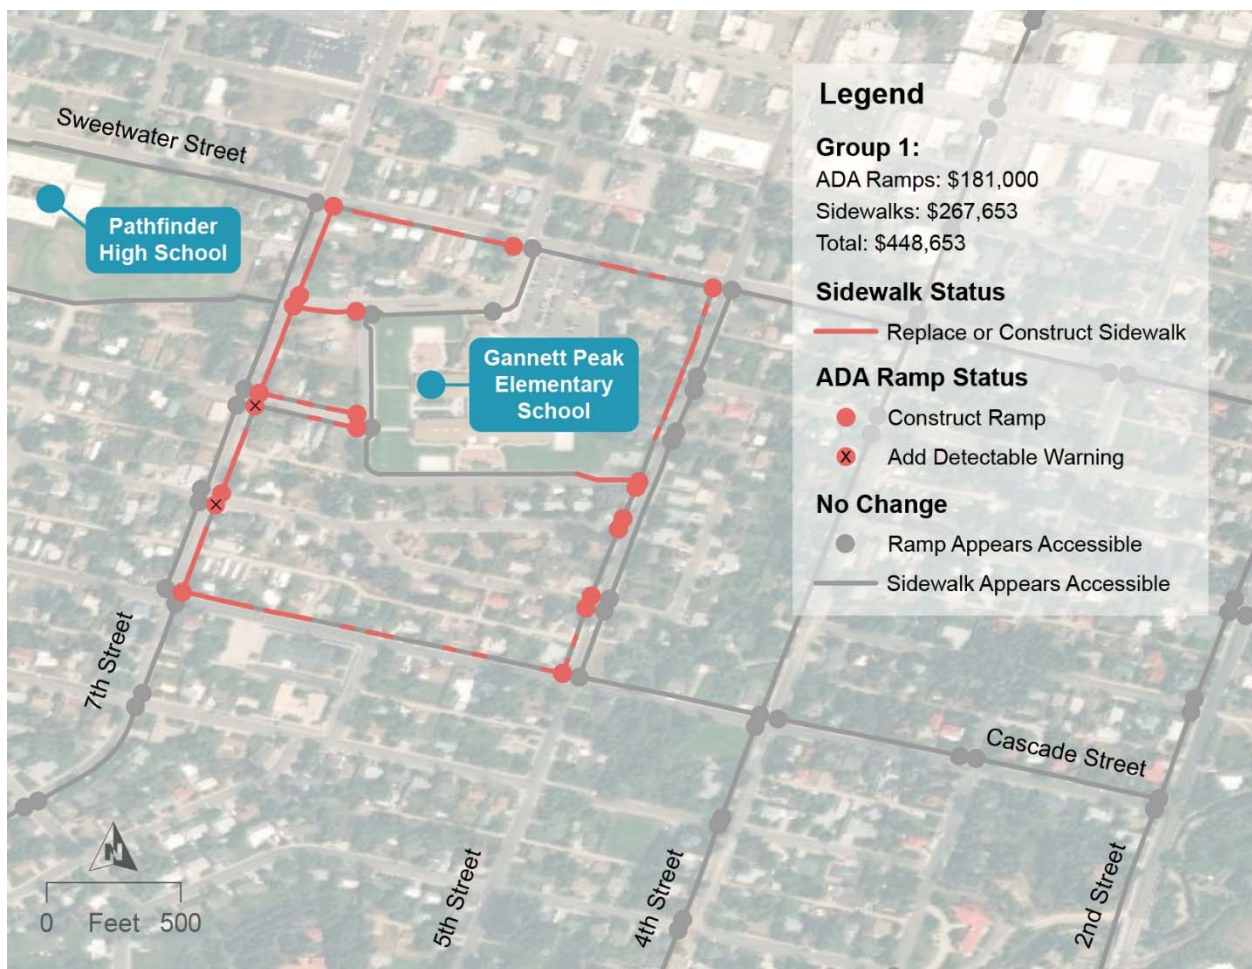 Sweetwater Street
Pathfinder
High School
Gannett Peak
Elementary
School
Legend
Group 1:
ADA Ramps: $181,000
Sidewalks: $267,653
Total: $448,653
Sidewalk Status
Replace or Construct Sidewalk
ADA Ramp Status
Construct Ramp
X Add Detectable Warning
No Change
Ramp Appears Accessible
Sidewalk Appears Accessible
X
X
7th Street
Cascade Street
5th Street
4th Street
2nd Street
N
0 Feet 500